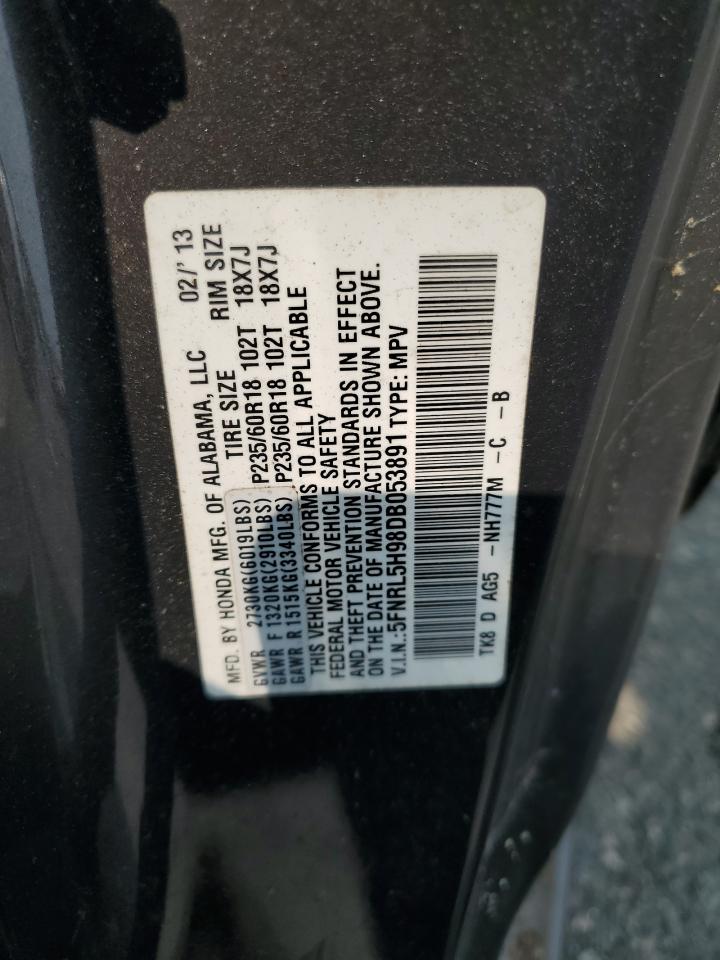 MFD. BY HONDA MFG. OF ALABAMA, LLC 02/'13
TIRE SIZE RIM SIZE
GVWR 2730KG(6019LBS)
GAWR F 1320KG(2910LBS) P235/60R18 102T 18X7J
GAWR R 1515KG(3340LBS) P235/60R18 102T 18X7J
THIS VEHICLE CONFORMS TO ALL APPLICABLE
FEDERAL MOTOR VEHICLE SAFETY
AND THEFT PREVENTION STANDARDS IN EFFECT
ON THE DATE OF MANUFACTURE SHOWN ABOVE.
V.I.N.:5FNRL5H98DB053891 TYPE: MPV
TK8 D AG5 -NH777M -C -B